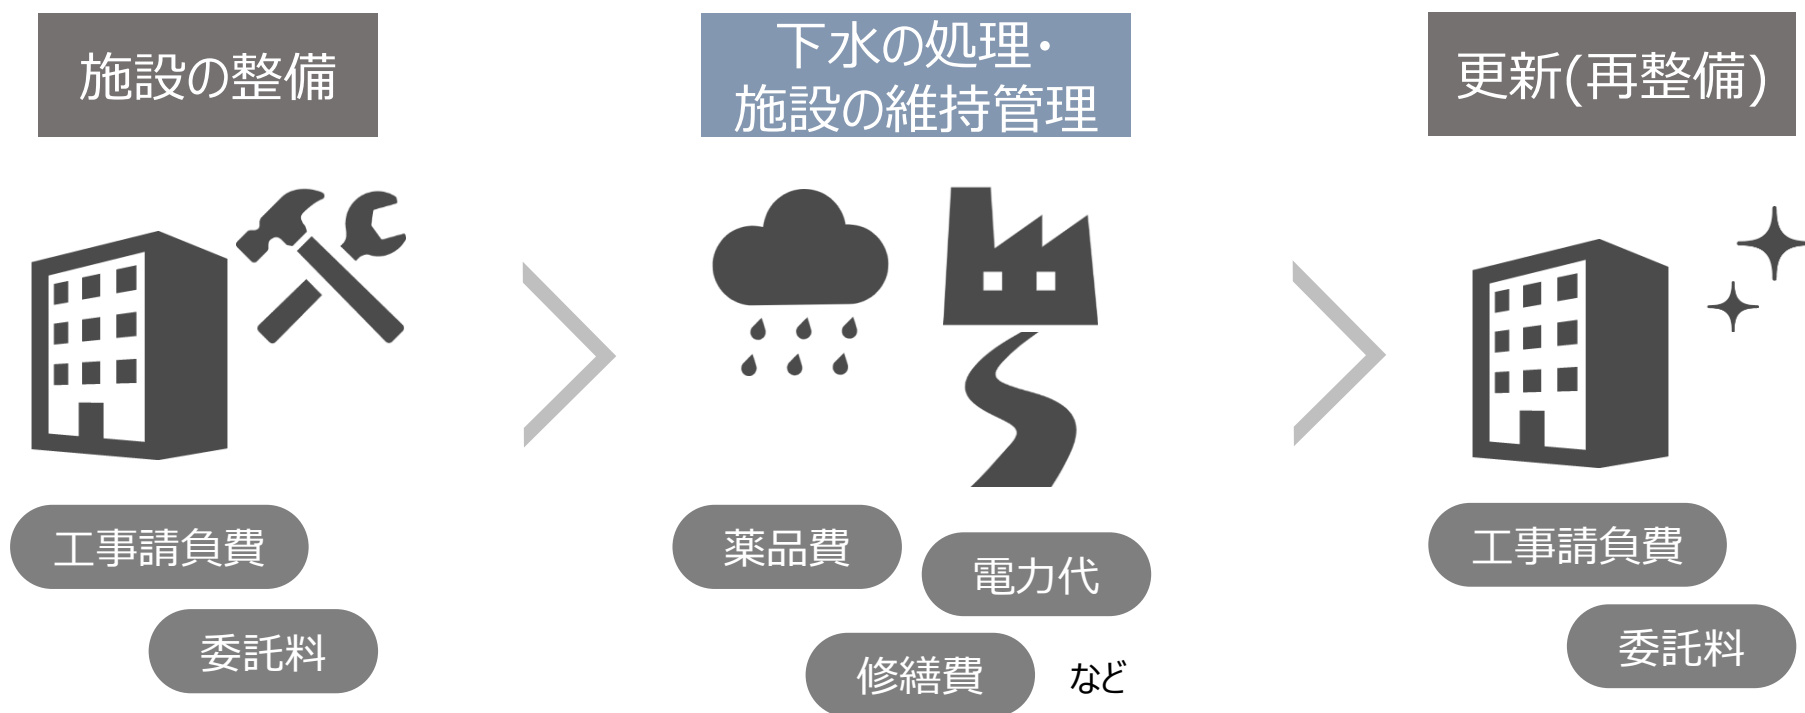 施設の整備
下水の処理・
施設の維持管理
更新(再整備)
工事請負費
委託料
薬品費
電力代
修繕費
など
工事請負費
委託料